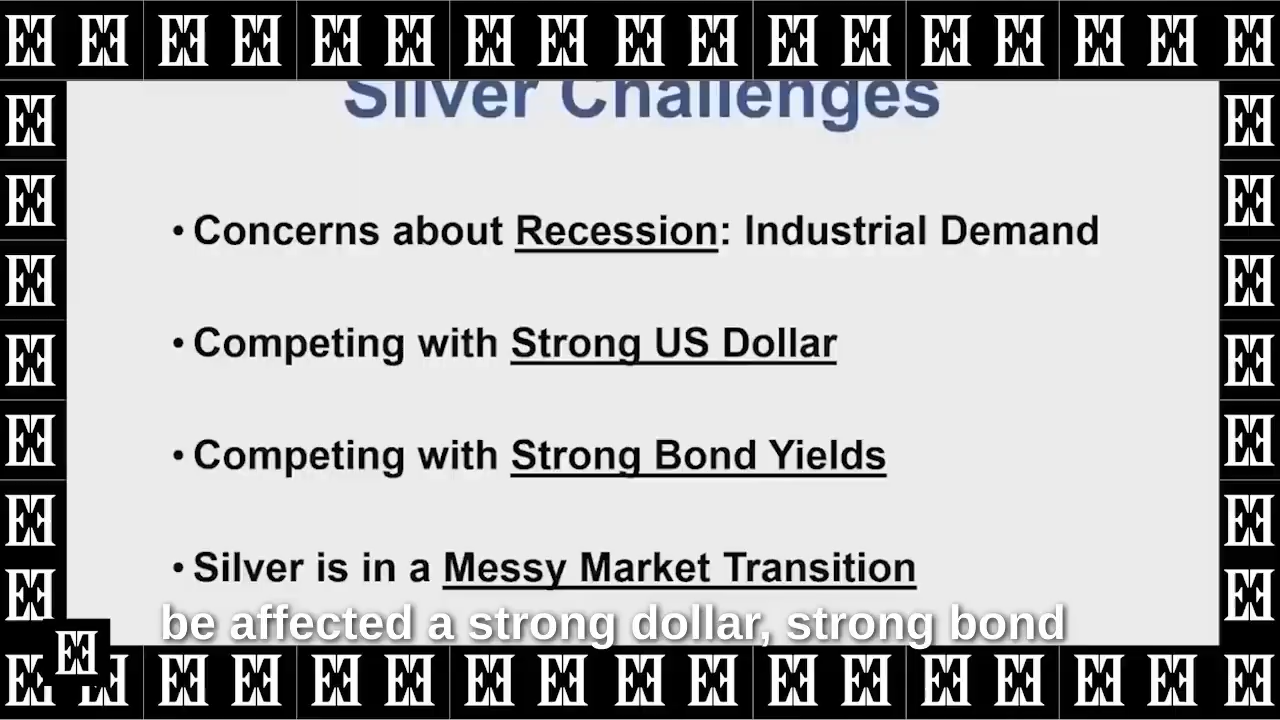 Silver Challenges
• Concerns about Recession: Industrial Demand
• Competing with Strong US Dollar
• Competing with Strong Bond Yields
• Silver is in a Messy Market Transition
be affected a strong dollar, strong bond